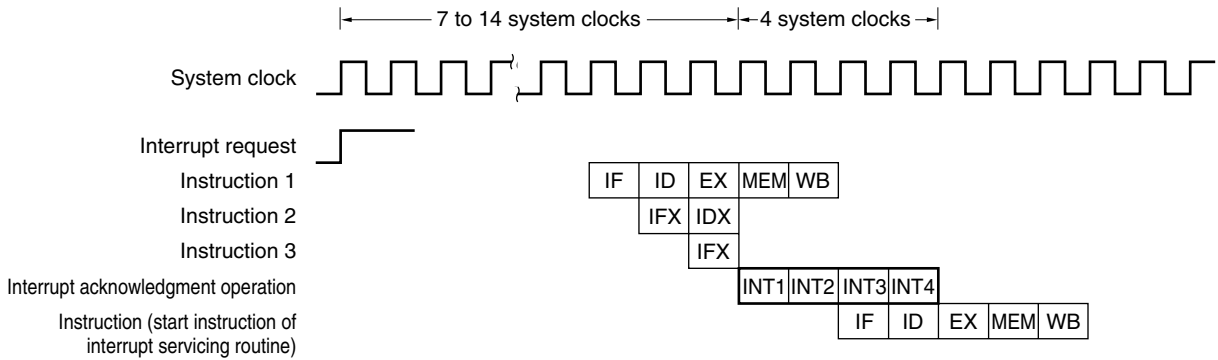 7 to 14 system clocks 4 system clocks
System clock
Interrupt request
Instruction 1 IF ID EX MEM WB
Instruction 2 IFX IDX
Instruction 3 IFX
Interrupt acknowledgment operation INT1 INT2 INT3 INT4
Instruction (start instruction of
interrupt servicing routine) IF ID EX MEM WB